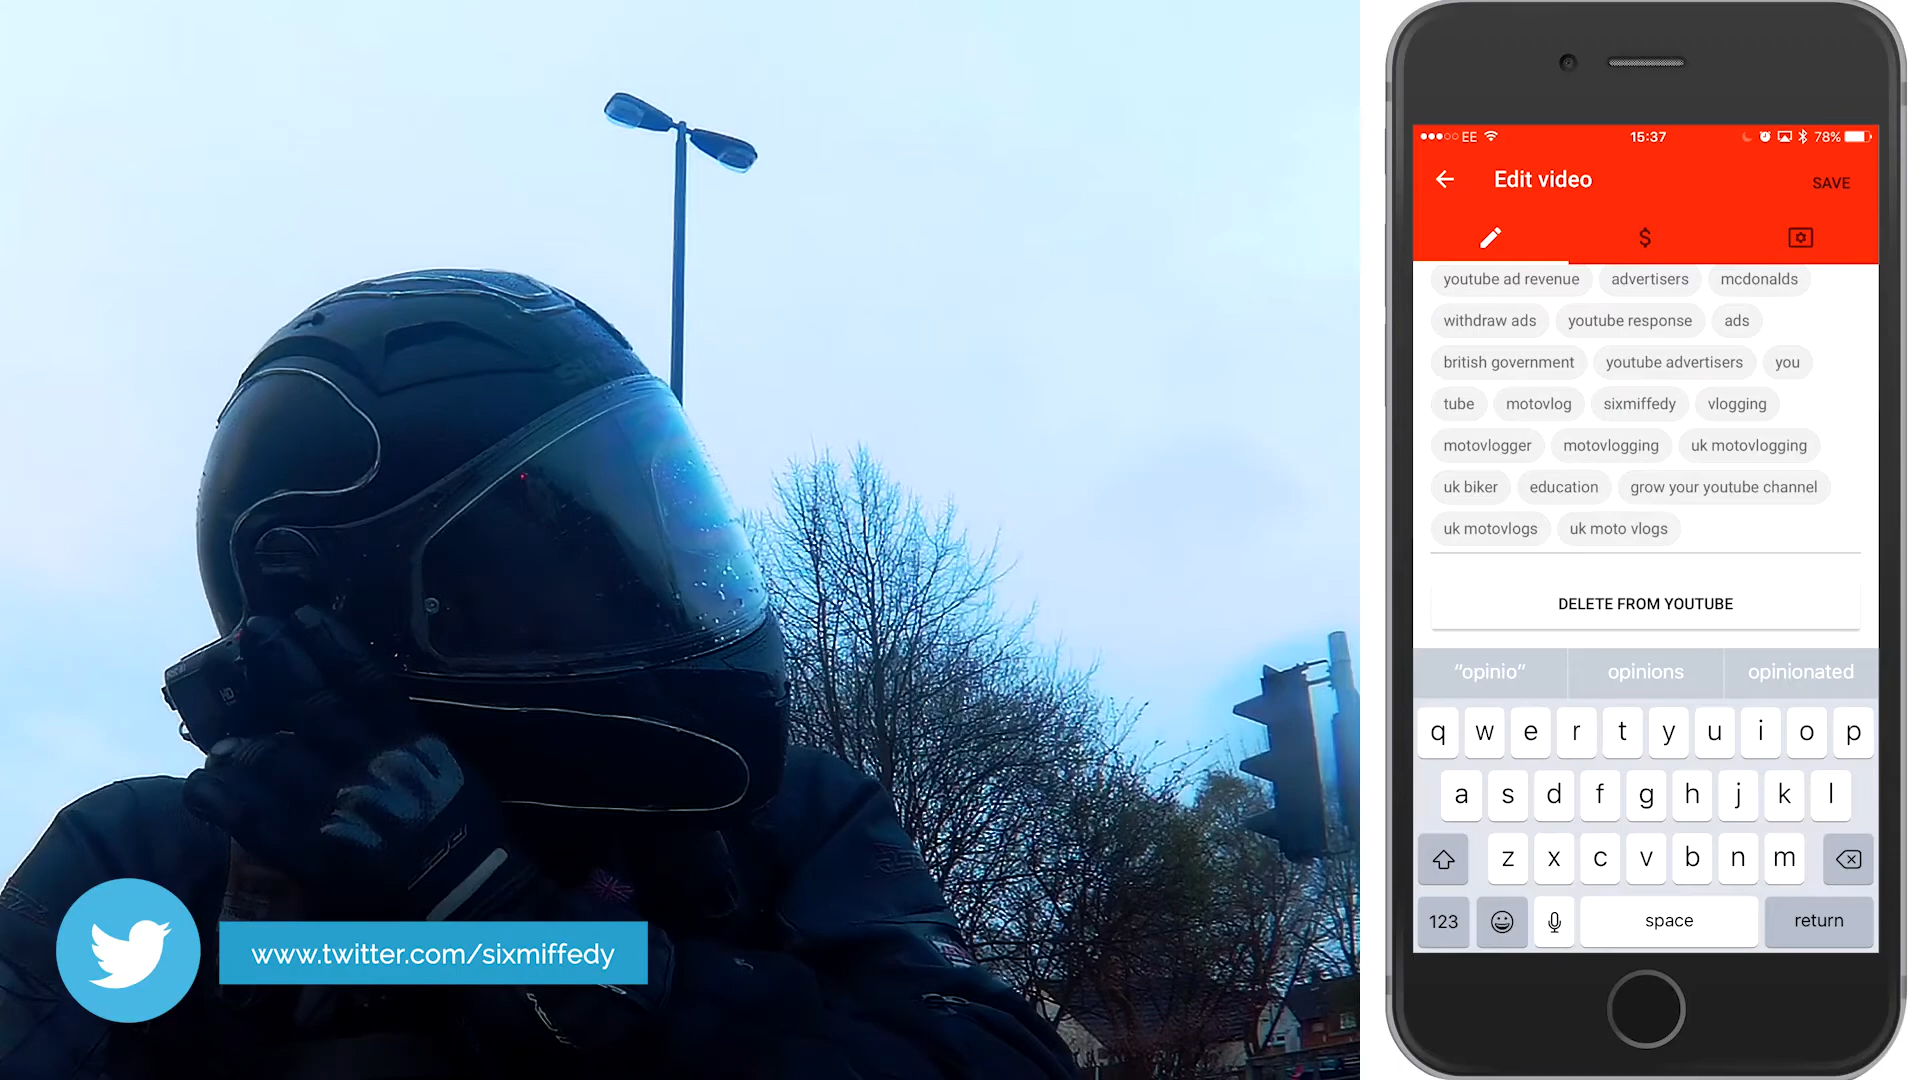 www.twitter.com/sixmiffedy
EE 15:37 78%
Edit video SAVE
$
youtube ad revenue advertisers mcdonalds
withdraw ads youtube response ads
british government youtube advertisers you
tube motovlog sixmiffedy vlogging
motovlogger motovlogging uk motovlogging
uk biker education grow your youtube channel
uk motovlogs uk moto vlogs
DELETE FROM YOUTUBE
“opinio” opinions opinionated
q w e r t y u i o p
a s d f g h j k l
z x c v b n m
123 space return